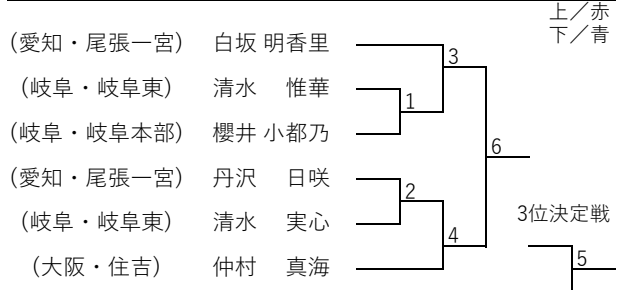 上／赤
下／青
(愛知・尾張一宮) 白坂 明香里
(岐阜・岐阜東) 清水 惟華
(岐阜・岐阜本部) 櫻井 小都乃
(愛知・尾張一宮) 丹沢 日咲
(岐阜・岐阜東) 清水 実心
(大阪・住吉) 仲村 真海
3
1
6
2
4
3位決定戦
5